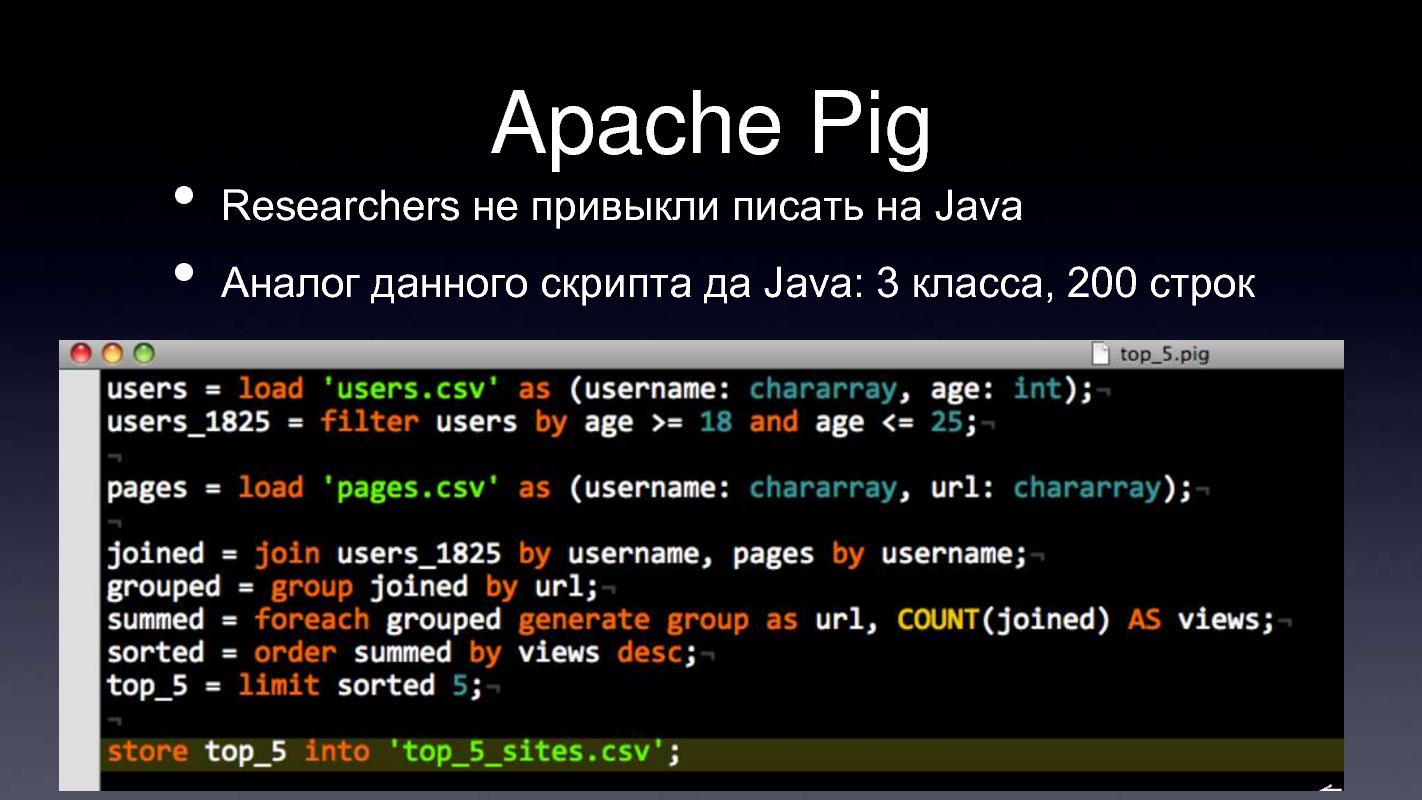 Apache Pig
• Researchers не привыкли писать на Java
• Аналог данного скрипта да Java: 3 класса, 200 строк
top_5.pig
users = load 'users.csv' as (username: chararray, age: int);¬
users_1825 = filter users by age >= 18 and age <= 25;¬
¬
pages = load 'pages.csv' as (username: chararray, url: chararray);¬
¬
joined = join users_1825 by username, pages by username;¬
grouped = group joined by url;¬
summed = foreach grouped generate group as url, COUNT(joined) AS views;¬
sorted = order summed by views desc;¬
top_5 = limit sorted 5;¬
¬
store top_5 into 'top_5_sites.csv';